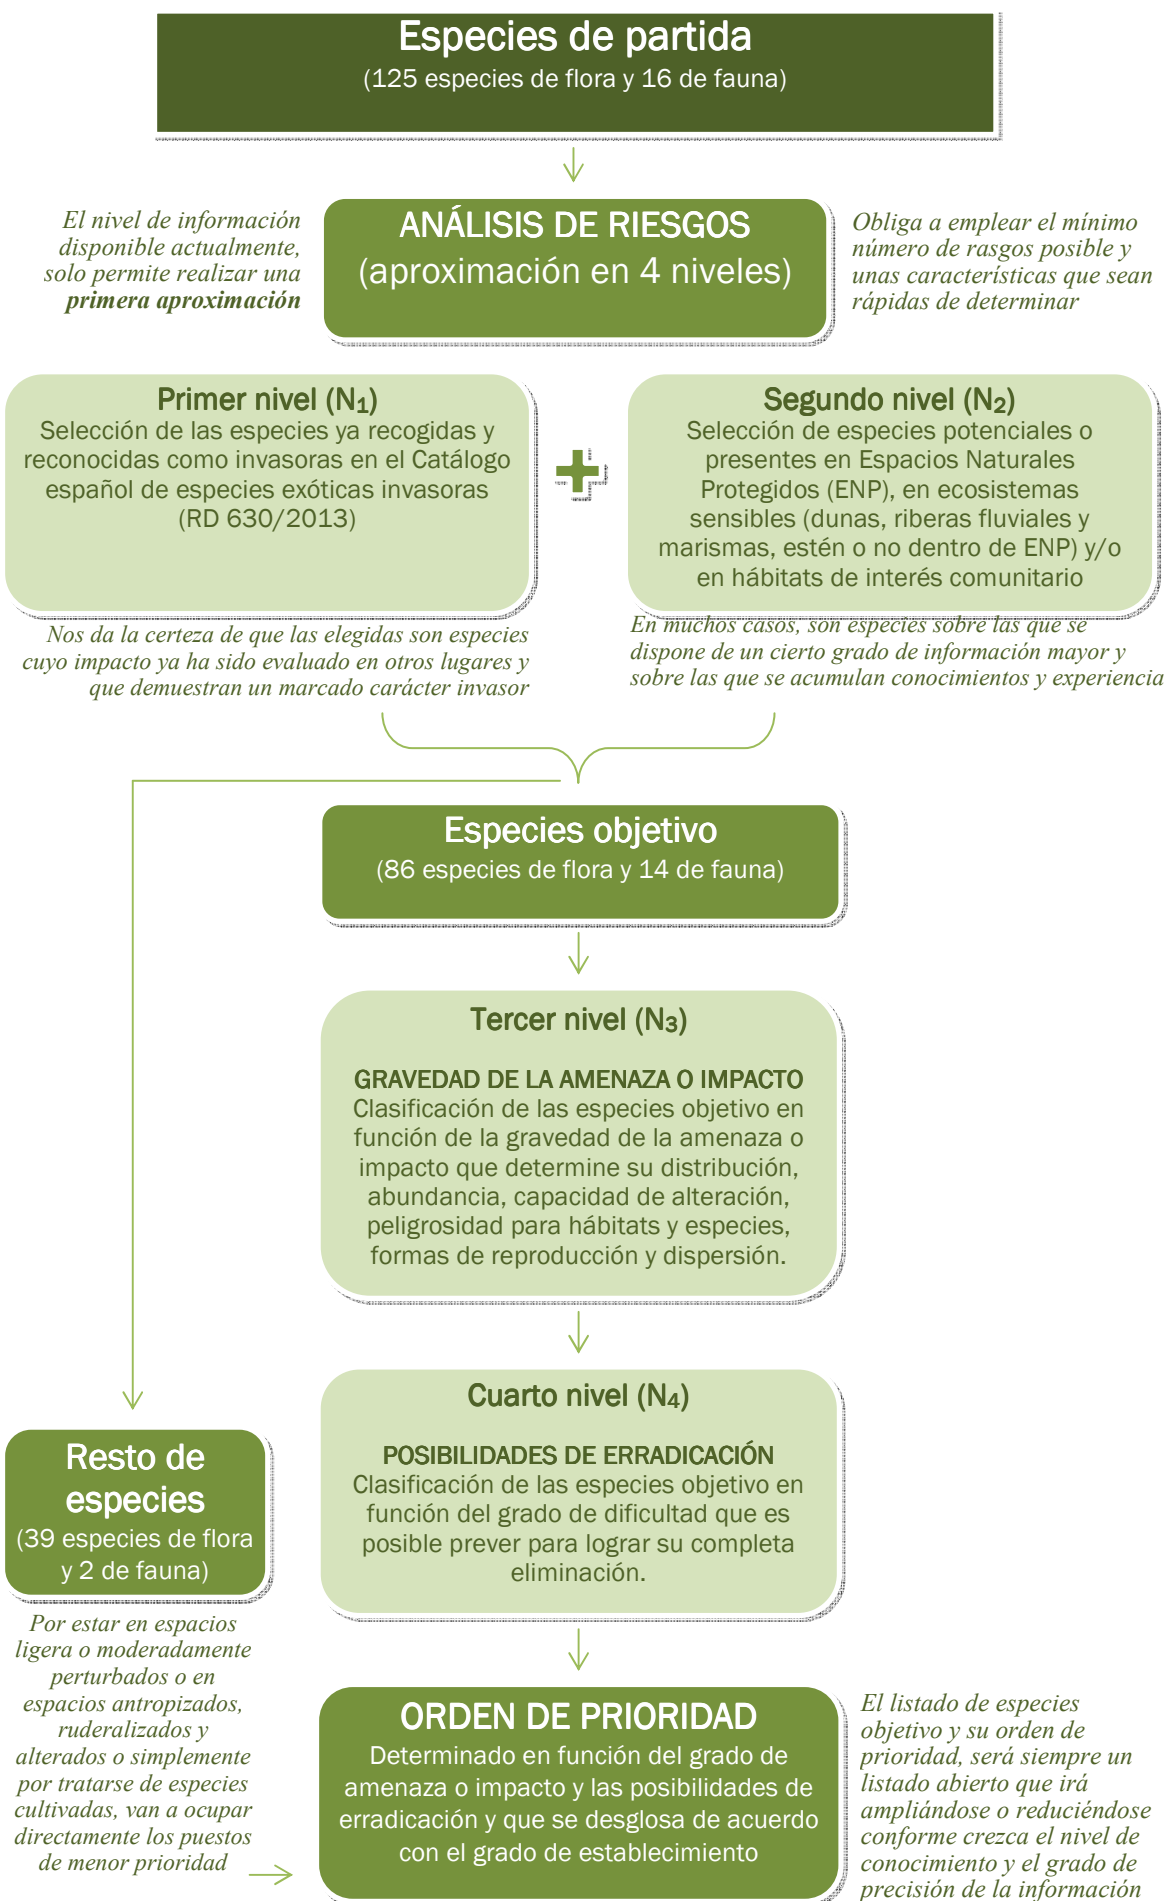 Especies de partida
(125 especies de flora y 16 de fauna)
El nivel de información
disponible actualmente,
solo permite realizar una
primera aproximación
ANÁLISIS DE RIESGOS
(aproximación en 4 niveles)
Obliga a emplear el mínimo
número de rasgos posible y
unas características que sean
rápidas de determinar
Primer nivel (N₁)
Selección de las especies ya recogidas y
reconocidas como invasoras en el Catálogo
español de especies exóticas invasoras
(RD 630/2013)
Segundo nivel (N₂)
Selección de especies potenciales o
presentes en Espacios Naturales
Protegidos (ENP), en ecosistemas
sensibles (dunas, riberas fluviales y
marismas, estén o no dentro de ENP) y/o
en hábitats de interés comunitario
Nos da la certeza de que las elegidas son especies
cuyo impacto ya ha sido evaluado en otros lugares y
que demuestran un marcado carácter invasor
En muchos casos, son especies sobre las que se
dispone de un cierto grado de información mayor y
sobre las que se acumulan conocimientos y experiencia
Especies objetivo
(86 especies de flora y 14 de fauna)
Tercer nivel (N₃)
GRAVEDAD DE LA AMENAZA O IMPACTO
Clasificación de las especies objetivo en
función de la gravedad de la amenaza o
impacto que determine su distribución,
abundancia, capacidad de alteración,
peligrosidad para hábitats y especies,
formas de reproducción y dispersión.
Cuarto nivel (N₄)
POSIBILIDADES DE ERRADICACIÓN
Clasificación de las especies objetivo en
función del grado de dificultad que es
posible prever para lograr su completa
eliminación.
Resto de
especies
(39 especies de flora
y 2 de fauna)
Por estar en espacios
ligera o moderadamente
perturbados o en
espacios antropizados,
ruderalizados y
alterados o simplemente
por tratarse de especies
cultivadas, van a ocupar
directamente los puestos
de menor prioridad
ORDEN DE PRIORIDAD
Determinado en función del grado de
amenaza o impacto y las posibilidades de
erradicación y que se desglosa de acuerdo
con el grado de establecimiento
El listado de especies
objetivo y su orden de
prioridad, será siempre un
listado abierto que irá
ampliándose o reduciéndose
conforme crezca el nivel de
conocimiento y el grado de
precisión de la información